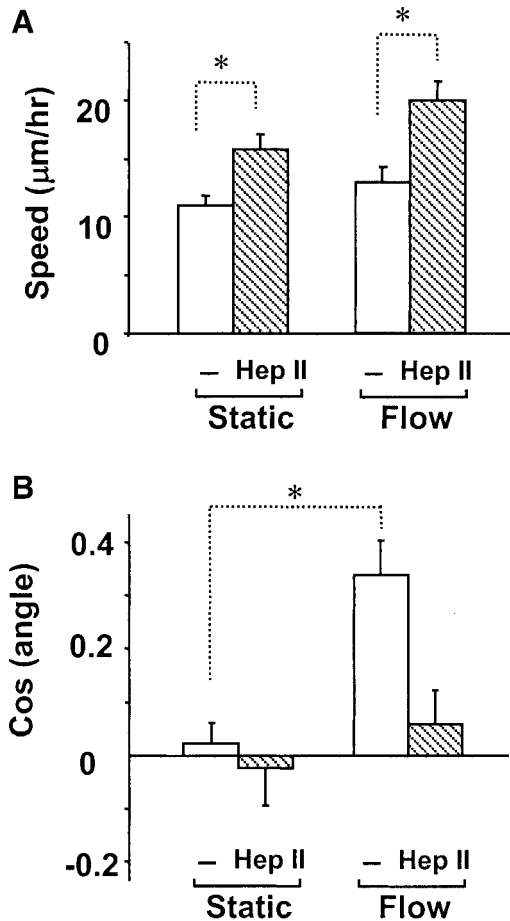 A
* *
20
10
0
Speed (μm/hr)
– Hep II – Hep II
Static Flow
B
*
0.4
0.2
0
-0.2
Cos (angle)
– Hep II – Hep II
Static Flow